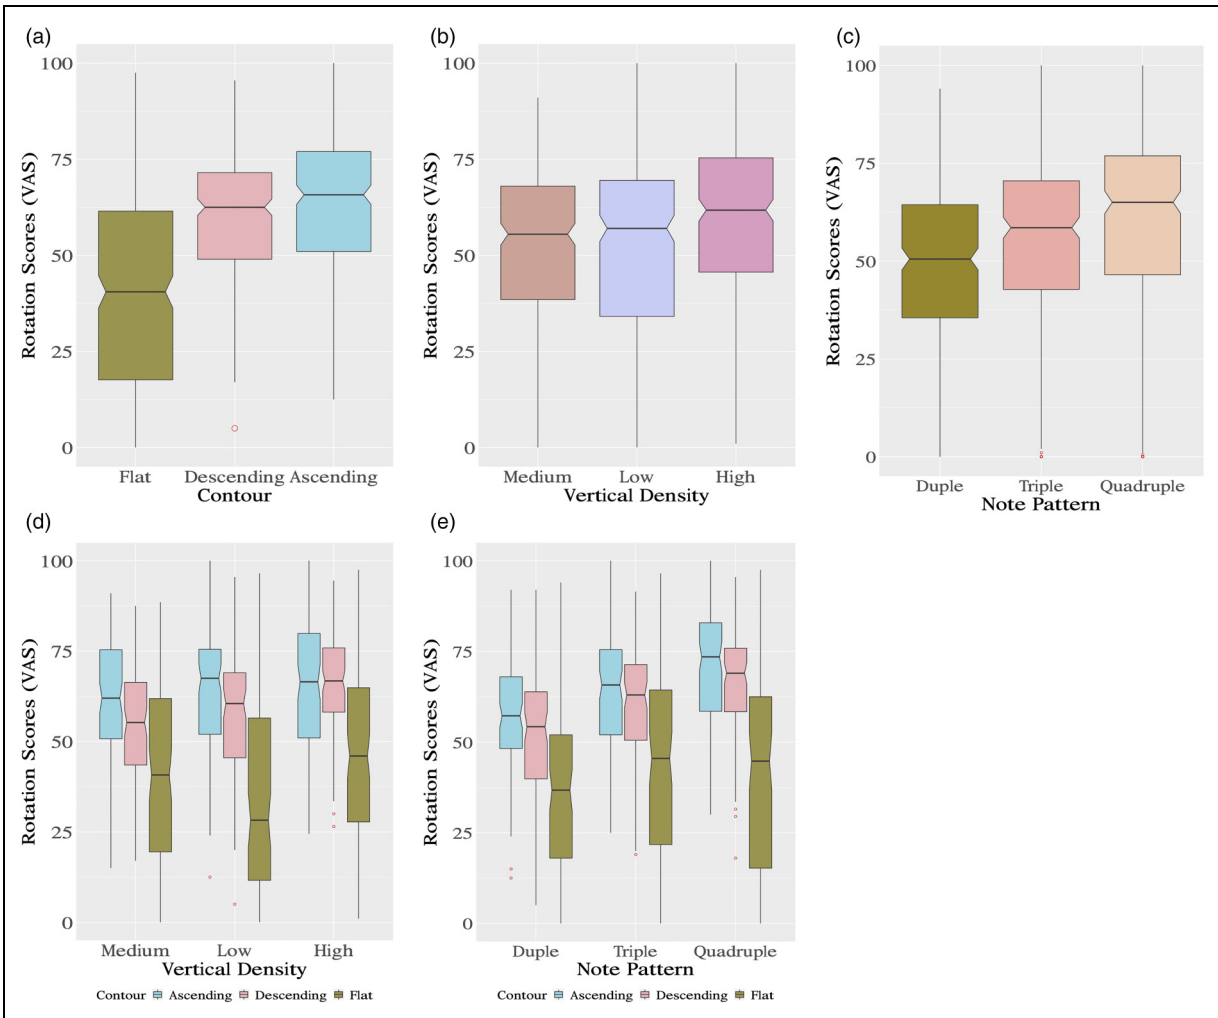 (a)
100
75
50
25
0
Rotation Scores (VAS)
Flat Descending Ascending
Contour
(b)
100
75
50
25
0
Rotation Scores (VAS)
Medium Low High
Vertical Density
(c)
100
75
50
25
0
Rotation Scores (VAS)
Duple Triple Quadruple
Note Pattern
(d)
100
75
50
25
0
Rotation Scores (VAS)
Medium Low High
Vertical Density
Contour Ascending Descending Flat
(e)
100
75
50
25
0
Rotation Scores (VAS)
Duple Triple Quadruple
Note Pattern
Contour Ascending Descending Flat